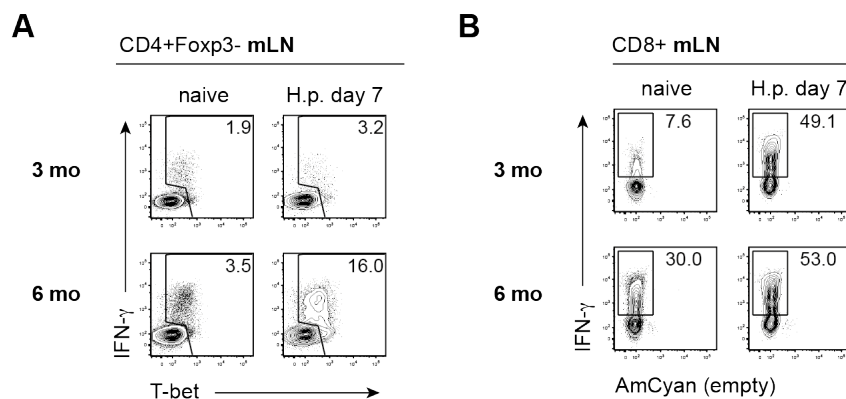 A
CD4+Foxp3- mLN
naive H.p. day 7
3 mo
1.9
3.2
6 mo
3.5
16.0
IFN-γ
T-bet
B
CD8+ mLN
naive H.p. day 7
3 mo
7.6
49.1
6 mo
30.0
53.0
IFN-γ
AmCyan (empty)